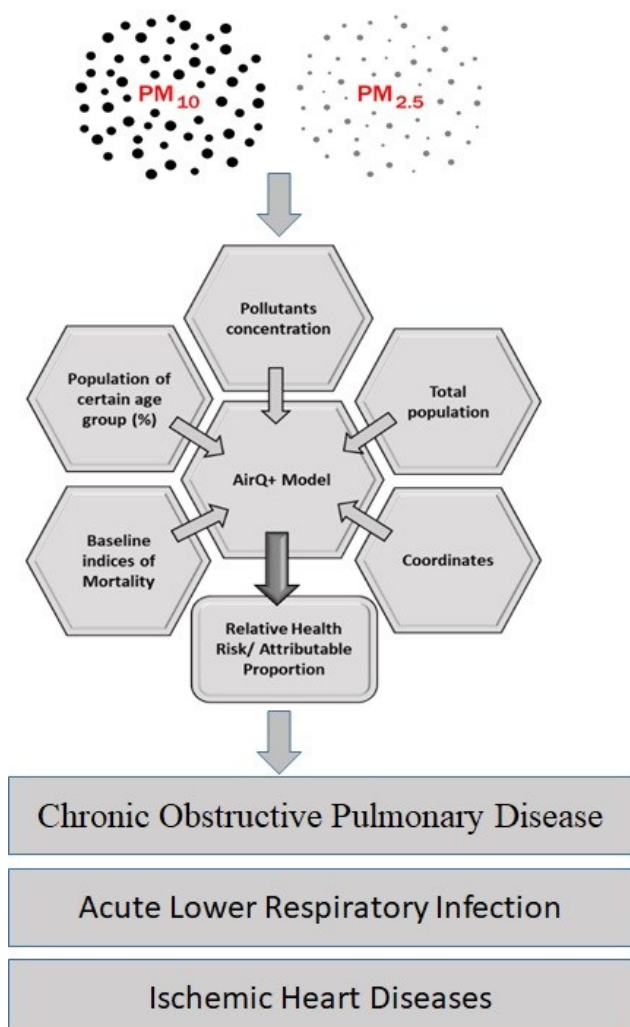 PM10 PM2.5
Pollutants
concentration
Population of
certain age
group (%)
Total
population
AirQ+ Model
Baseline
indices of
Mortality
Coordinates
Relative Health
Risk/ Attributable
Proportion
Chronic Obstructive Pulmonary Disease
Acute Lower Respiratory Infection
Ischemic Heart Diseases